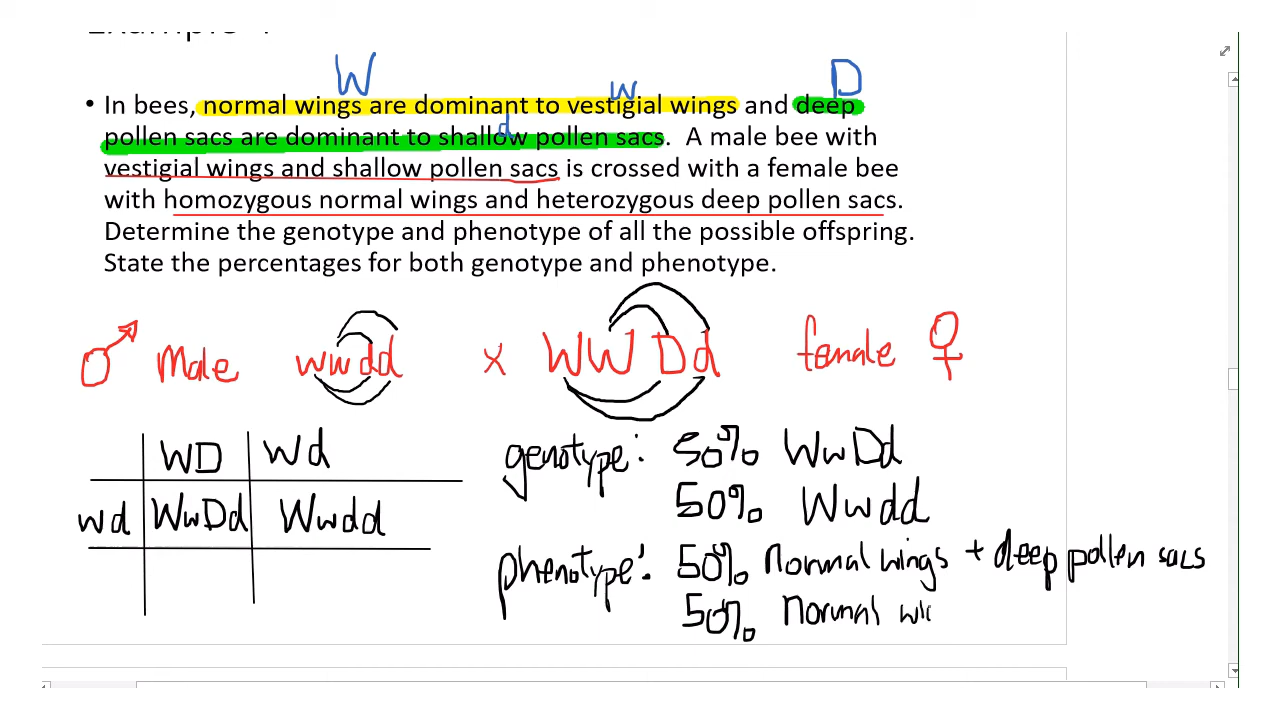 W w D
• In bees, normal wings are dominant to vestigial wings and deep
d
pollen sacs are dominant to shallow pollen sacs. A male bee with
vestigial wings and shallow pollen sacs is crossed with a female bee
with homozygous normal wings and heterozygous deep pollen sacs.
Determine the genotype and phenotype of all the possible offspring.
State the percentages for both genotype and phenotype.
♂ Male wwdd x WWDd female ♀
WD Wd
wd WwDd Wwdd
genotype: 50% WwDd
50% Wwdd
phenotype: 50% normal wings + deep pollen sacs
50% normal